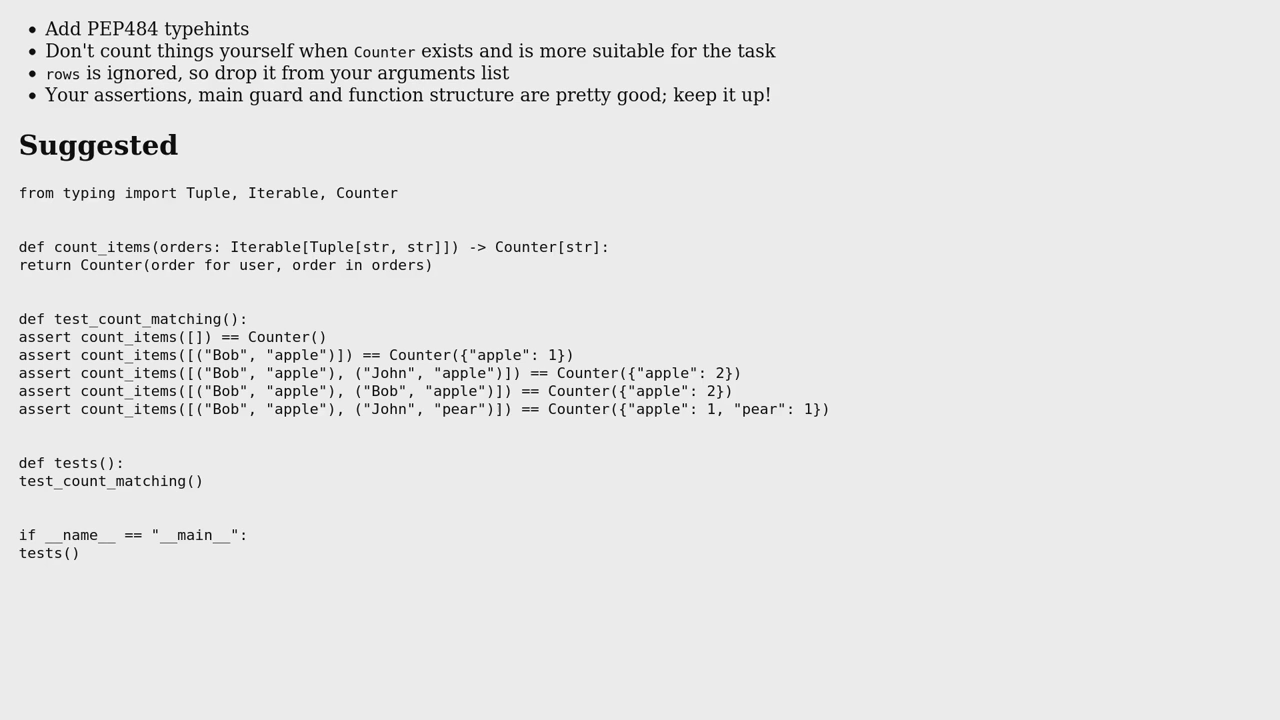 Add PEP484 typehints
Don't count things yourself when Counter exists and is more suitable for the task
rows is ignored, so drop it from your arguments list
Your assertions, main guard and function structure are pretty good; keep it up!
Suggested
from typing import Tuple, Iterable, Counter
def count_items(orders: Iterable[Tuple[str, str]]) -> Counter[str]:
return Counter(order for user, order in orders)
def test_count_matching():
assert count_items([]) == Counter()
assert count_items([("Bob", "apple")]) == Counter({"apple": 1})
assert count_items([("Bob", "apple"), ("John", "apple")]) == Counter({"apple": 2})
assert count_items([("Bob", "apple"), ("Bob", "apple")]) == Counter({"apple": 2})
assert count_items([("Bob", "apple"), ("John", "pear")]) == Counter({"apple": 1, "pear": 1})
def tests():
test_count_matching()
if __name__ == "__main__":
tests()